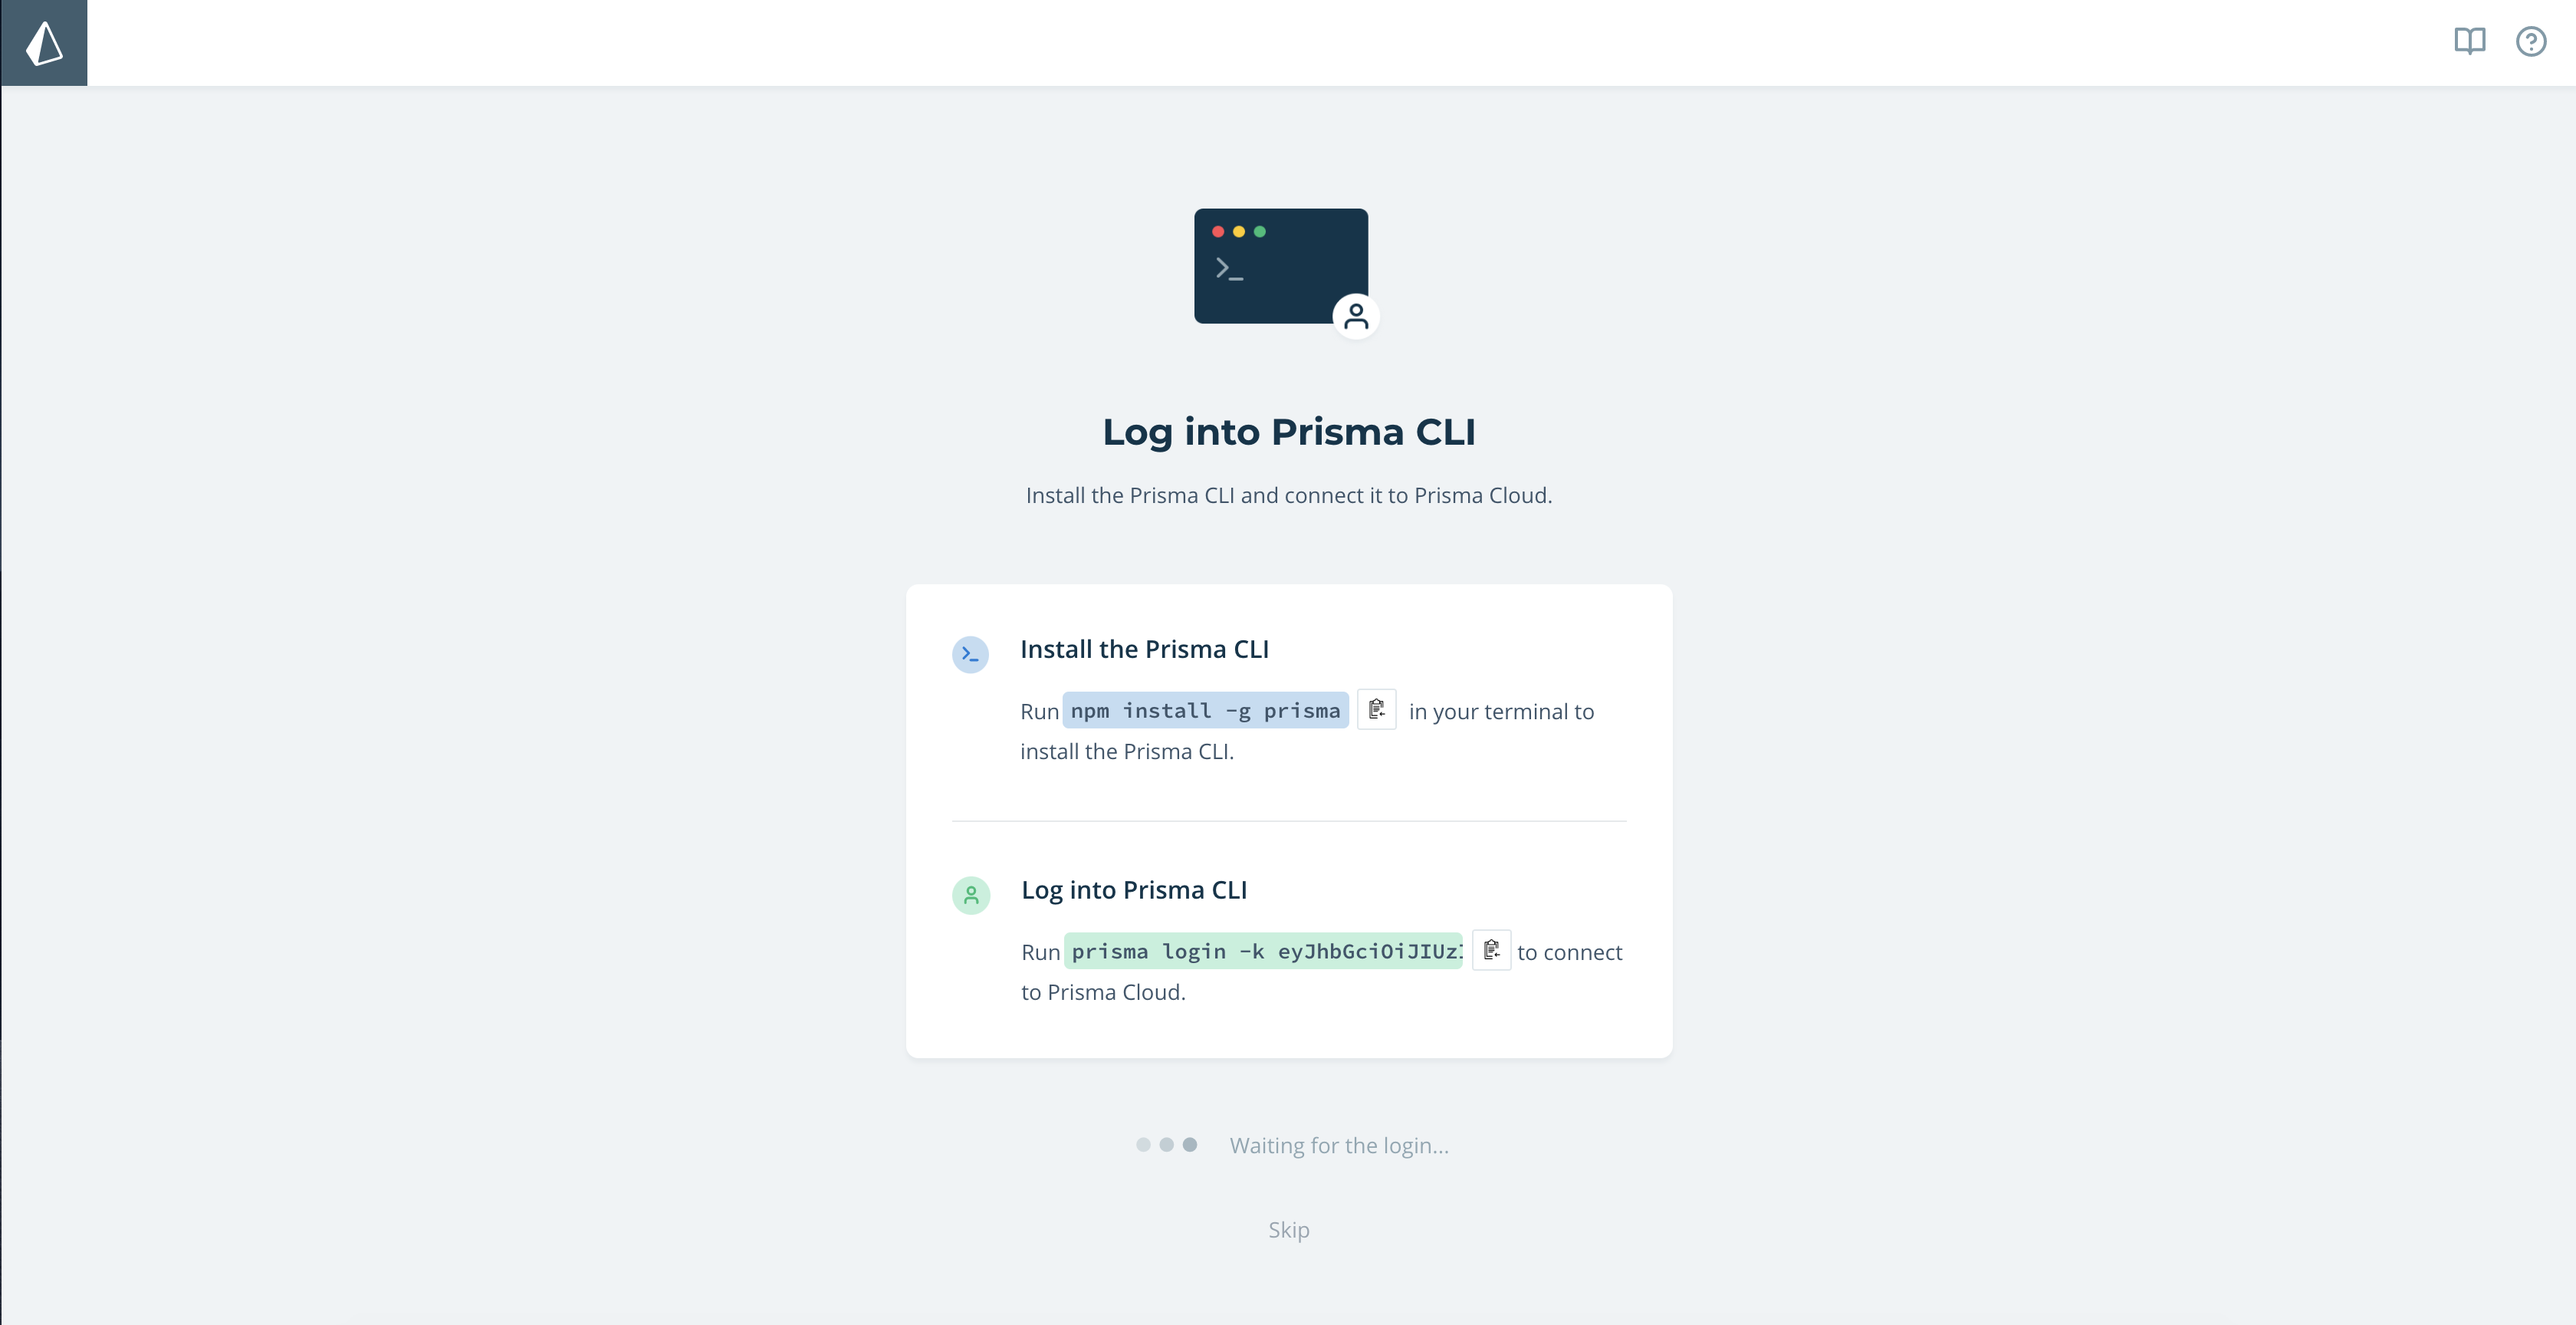 >_
Log into Prisma CLI
Install the Prisma CLI and connect it to Prisma Cloud.
>_ Install the Prisma CLI
Run npm install -g prisma in your terminal to
install the Prisma CLI.
Log into Prisma CLI
Run prisma login -k eyJhbGciOiJIUz to connect
to Prisma Cloud.
Waiting for the login...
Skip